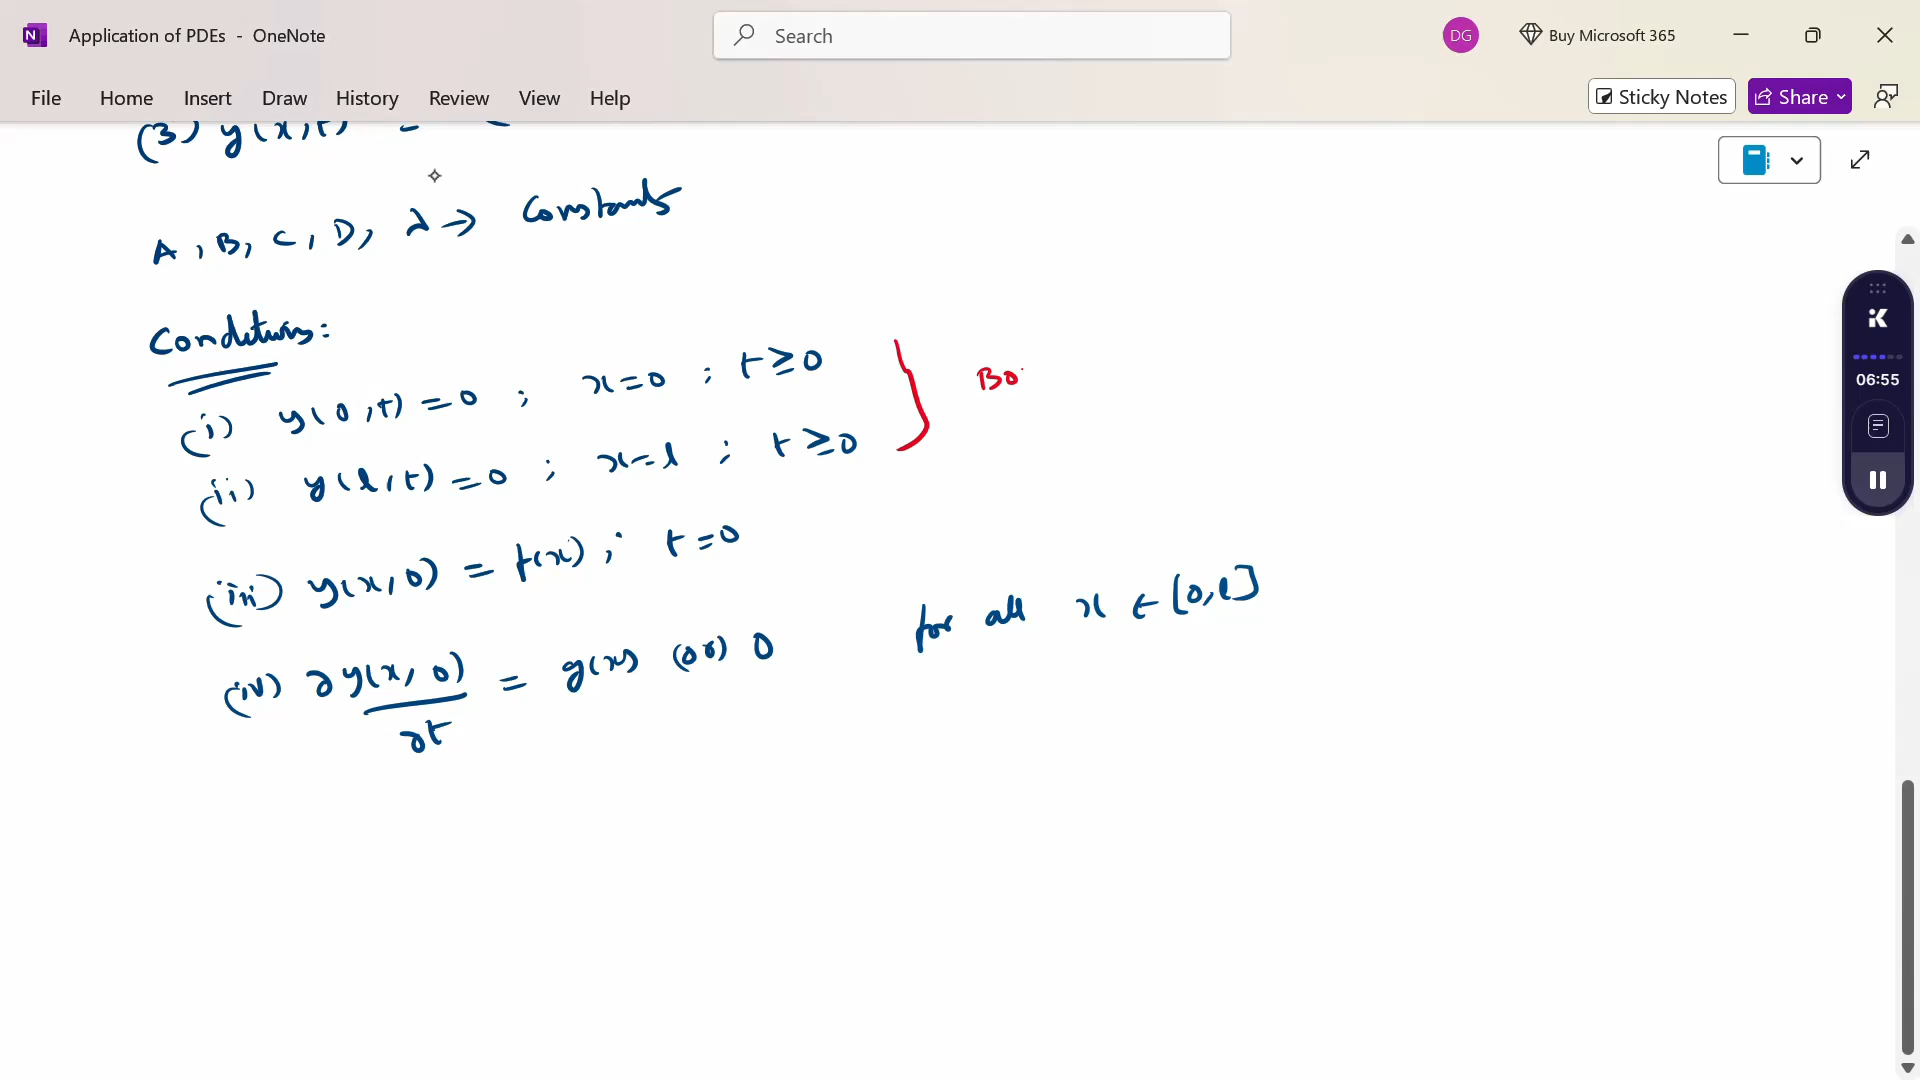 Application of PDEs - OneNote
Search
DG
Buy Microsoft 365
File Home Insert Draw History Review View Help
Sticky Notes
Share
(3) y(x,t) =
A, B, C, D, λ → Constants
Conditions:
(i) y(0,t) = 0 ; x=0 ; t ≥ 0
(ii) y(l,t) = 0 ; x=l ; t ≥ 0
Bo
06:55
(iii) y(x,0) = f(x) ; t = 0
(iv) ∂y(x,0)/∂t = g(x) (or) 0 for all x ∈ [0,l]